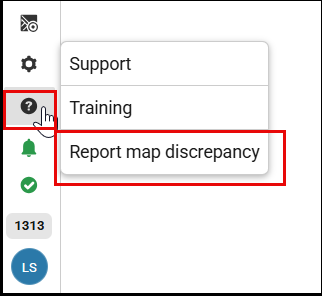 Support
Training
?
Report map discrepancy
1313
LS